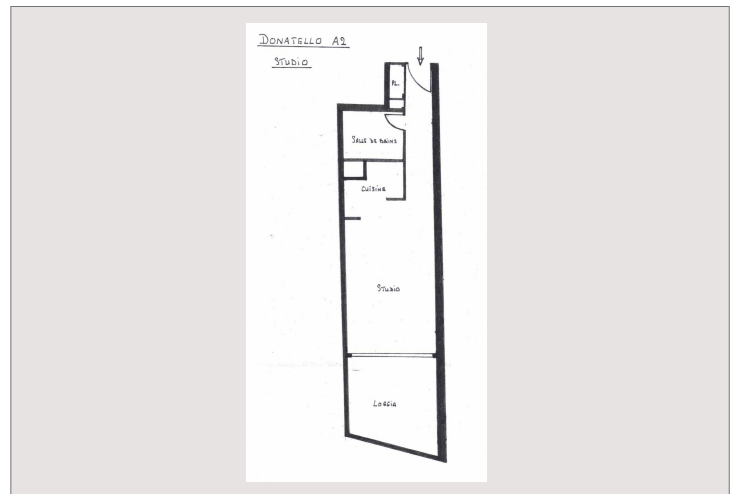 DONATELLO A2
STUDIO
PL.
SALLE DE BAINS
CUISINE
STUDIO
LOGGIA